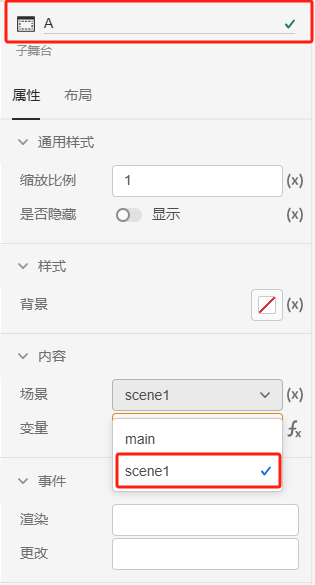 A
子舞台
属性 布局
通用样式
缩放比例 1 (x)
是否隐藏 显示 (x)
样式
背景 (x)
内容
场景 scene1 (x)
变量 fx
main
scene1
事件
渲染
更改